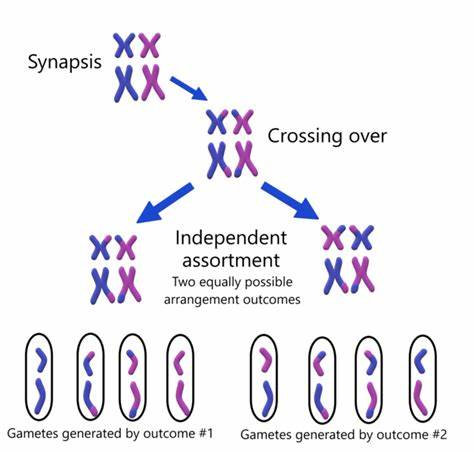 Synapsis
Crossing over
Independent
assortment
Two equally possible
arrangement outcomes
Gametes generated by outcome #1
Gametes generated by outcome #2